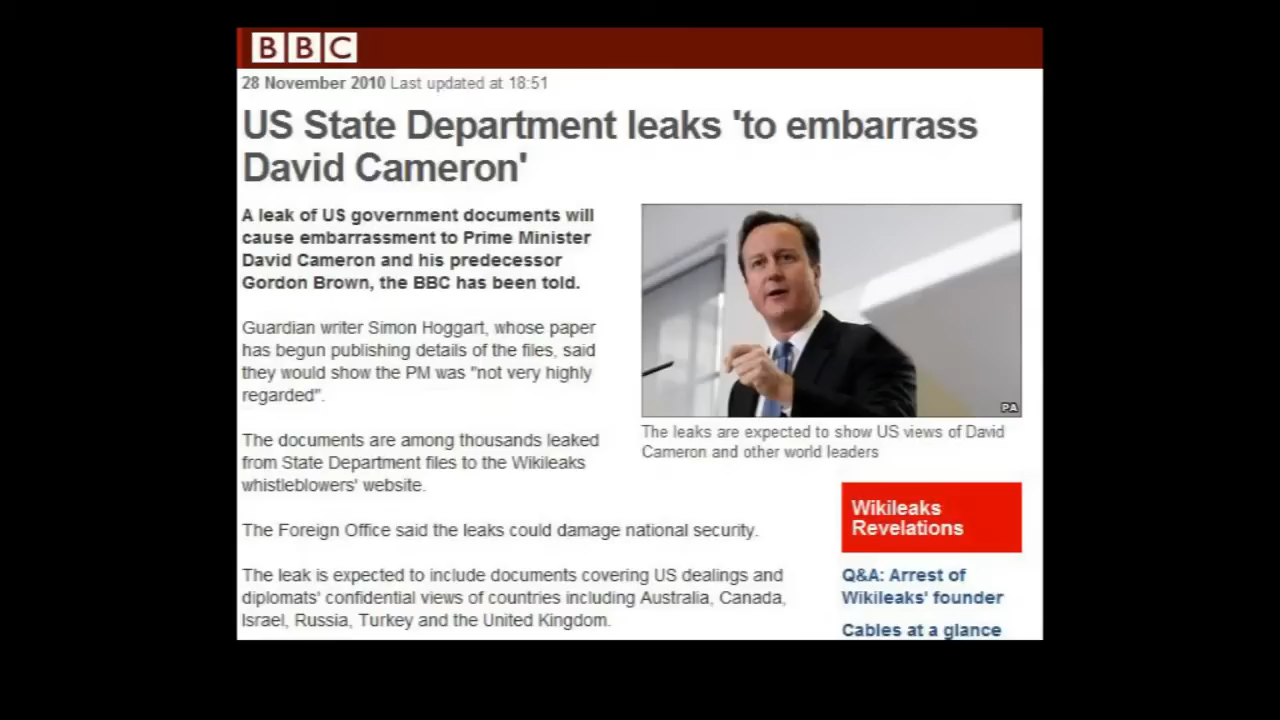 BBC
28 November 2010 Last updated at 18:51
US State Department leaks 'to embarrass
David Cameron'
A leak of US government documents will
cause embarrassment to Prime Minister
David Cameron and his predecessor
Gordon Brown, the BBC has been told.
Guardian writer Simon Hoggart, whose paper
has begun publishing details of the files, said
they would show the PM was "not very highly
regarded".
The documents are among thousands leaked
from State Department files to the Wikileaks
whistleblowers' website.
The Foreign Office said the leaks could damage national security.
The leak is expected to include documents covering US dealings and
diplomats' confidential views of countries including Australia, Canada,
Israel, Russia, Turkey and the United Kingdom.
PA
The leaks are expected to show US views of David
Cameron and other world leaders
Wikileaks
Revelations
Q&A: Arrest of
Wikileaks' founder
Cables at a glance